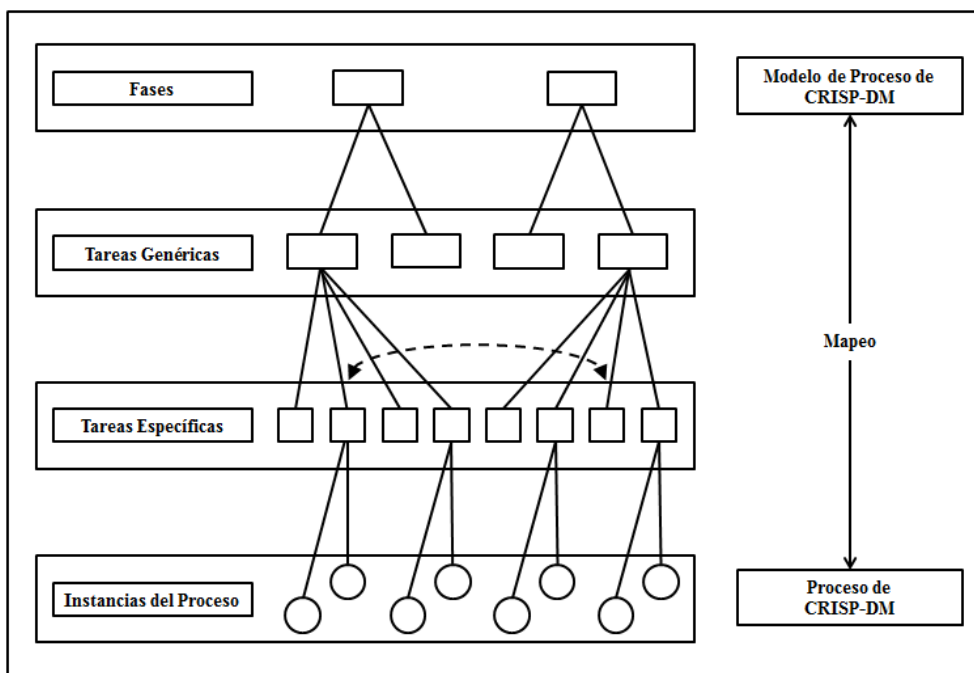 Fases
Modelo de Proceso de
CRISP-DM
Tareas Genéricas
Mapeo
Tareas Específicas
Instancias del Proceso
Proceso de
CRISP-DM